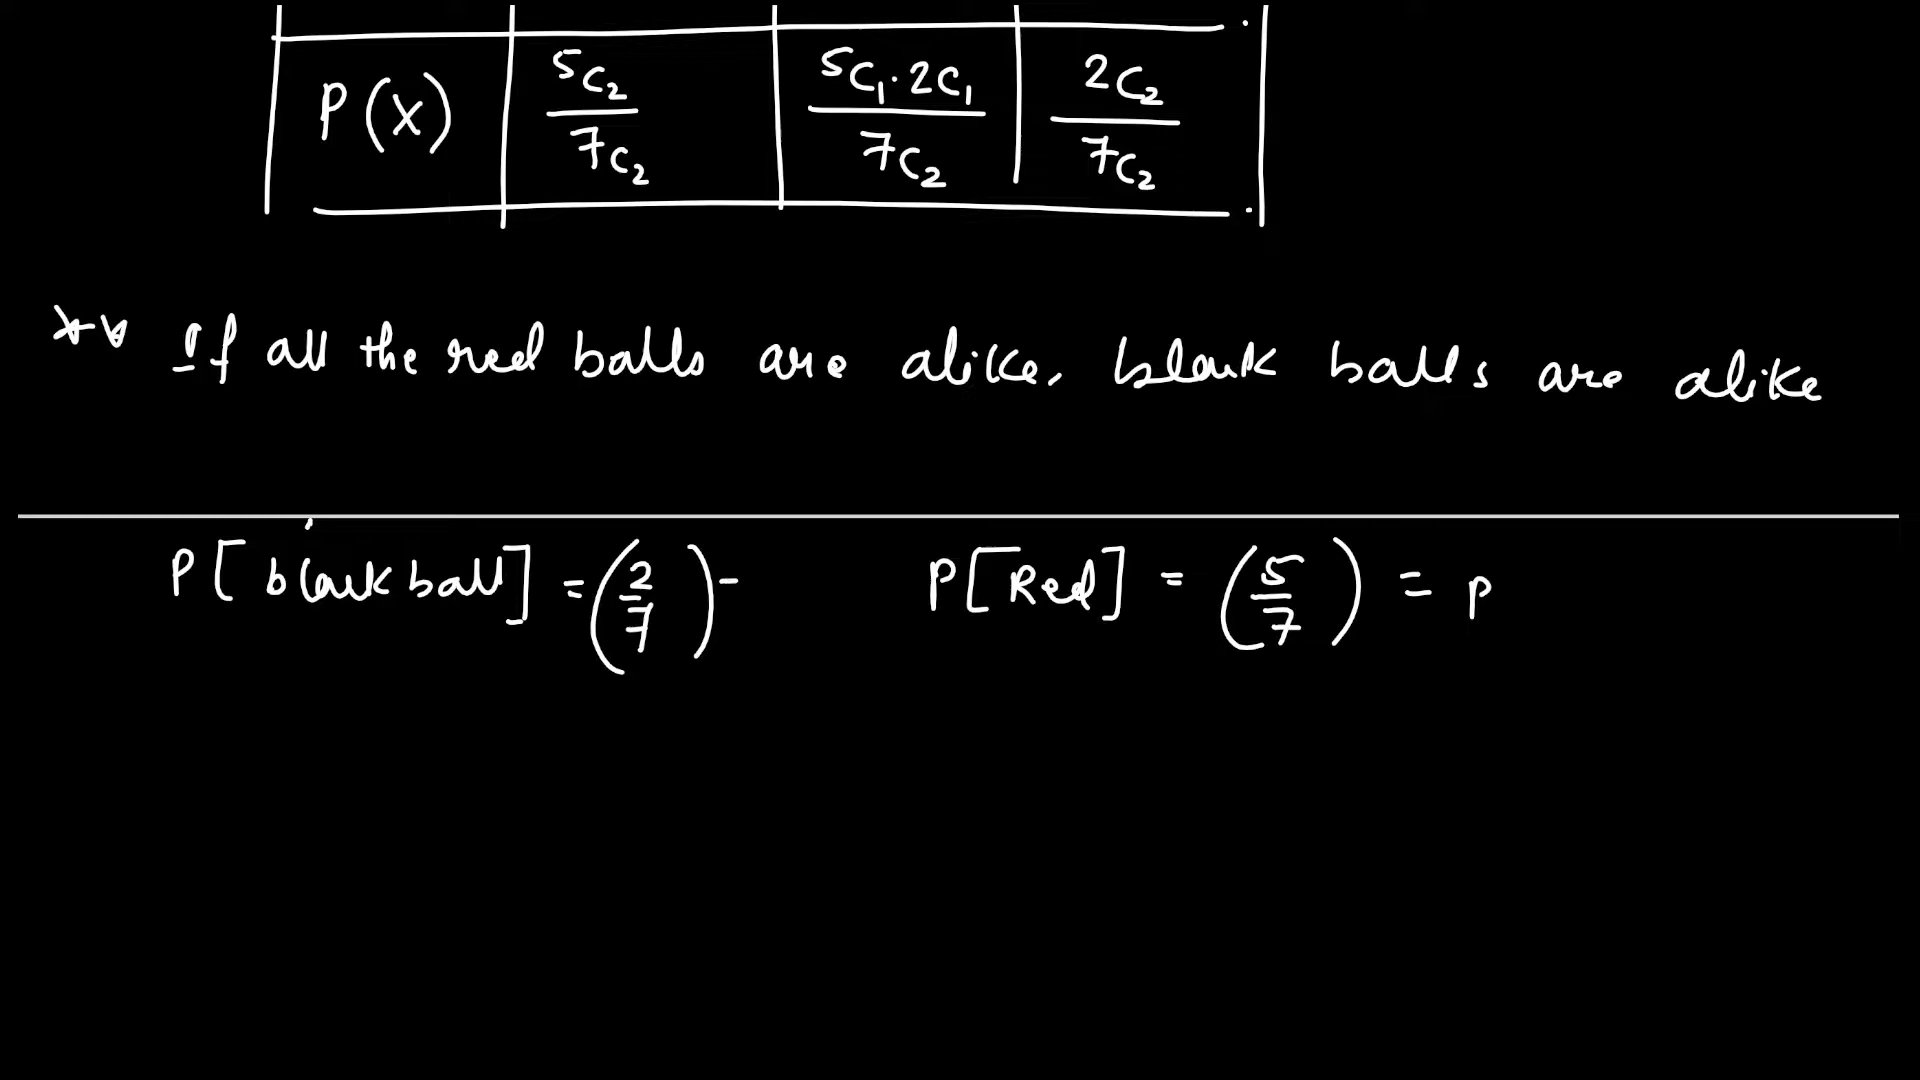 P(X) 5C2/7C2 5C1·2C1/7C2 2C2/7C2
** If all the red balls are alike, black balls are alike
P[black ball] = (2/7) - P[Red] = (5/7) = p